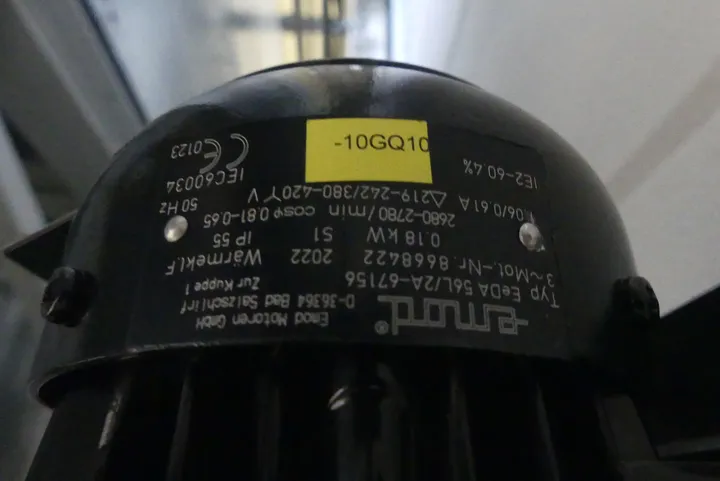 emod®
Emod Motoren GmbH
D-36364 Bad Salzschlirf
Zur Kuppe 1
Typ EeDA 56L/2A-67156
3~Mot.-Nr. 8668422 2022 Wärmekl.F
0.18 kW S1 IP 55
2680-2780/min cosφ 0.81-0.65
1.06/0.61 A △219-242/380-420Y V 50 Hz
IE2-60.4% IEC60034
CE 0123
-10GQ10